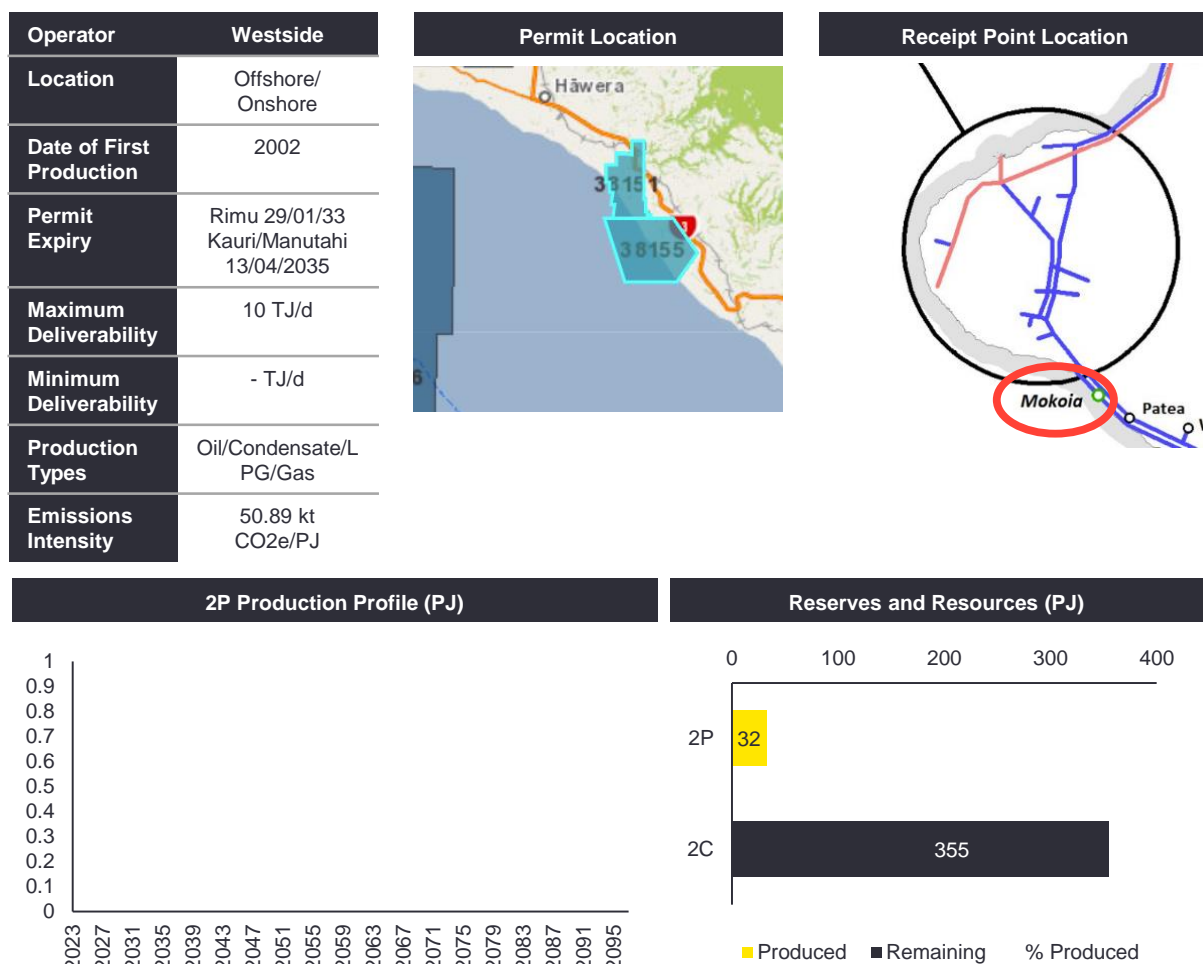 Operator Westside
Location Offshore/
Onshore
Date of First
Production 2002
Permit
Expiry Rimu 29/01/33
Kauri/Manutahi
13/04/2035
Maximum
Deliverability 10 TJ/d
Minimum
Deliverability - TJ/d
Production
Types Oil/Condensate/L
PG/Gas
Emissions
Intensity 50.89 kt
CO2e/PJ
Permit Location
Hāwera
38151
38155
6
Receipt Point Location
Mokoia
Patea
W
2P Production Profile (PJ)
1
0.9
0.8
0.7
0.6
0.5
0.4
0.3
0.2
0.1
0
2023
2027
2031
2035
2039
2043
2047
2051
2055
2059
2063
2067
2071
2075
2079
2083
2087
2091
2095
Reserves and Resources (PJ)
0 100 200 300 400
2P 32
2C 355
Produced Remaining % Produced